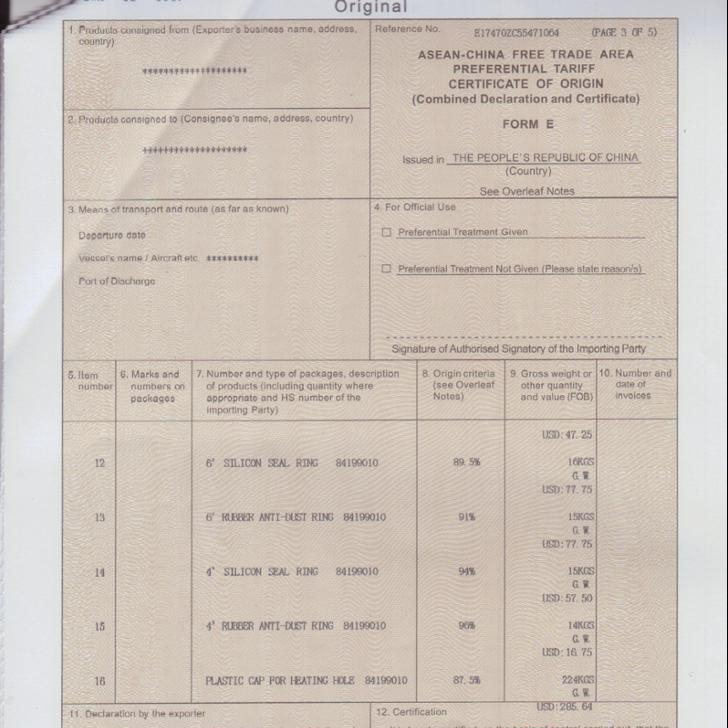 Original
1. Products consigned from (Exporter's business name, address,
country)
********************
Reference No. E17470ZC55471064 (PAGE 3 OF 5)
ASEAN-CHINA FREE TRADE AREA
PREFERENTIAL TARIFF
CERTIFICATE OF ORIGIN
(Combined Declaration and Certificate)
FORM E
Issued in THE PEOPLE'S REPUBLIC OF CHINA
(Country)
See Overleaf Notes
2. Products consigned to (Consignee's name, address, country)
********************
3. Means of transport and route (as far as known)
Departure date
Vessel's name / Aircraft etc. **********
Port of Discharge
4. For Official Use
Preferential Treatment Given
Preferential Treatment Not Given (Please state reason/s)
Signature of Authorised Signatory of the Importing Party
5. Item
number
6. Marks and
numbers on
packages
7. Number and type of packages, description
of products (including quantity where
appropriate and HS number of the
importing Party)
8. Origin criteria
(see Overleaf
Notes)
9. Gross weight or
other quantity
and value (FOB)
10. Number and
date of
invoices
USD: 47. 25
12 6' SILICON SEAL RING 84199010 89. 5% 16KGS
G. W
USD: 77. 75
13 6' RUBBER ANTI-DUST RING 84199010 91% 15KGS
G. W
USD: 77. 75
14 4' SILICON SEAL RING 84199010 94% 15KGS
G. W
USD: 57. 50
15 4' RUBBER ANTI-DUST RING 84199010 96% 14KGS
G. W
USD: 16. 75
16 PLASTIC CAP FOR HEATING HOLE 84199010 87. 5% 224KGS
G. W
USD: 285. 64
11. Declaration by the exporter
12. Certification